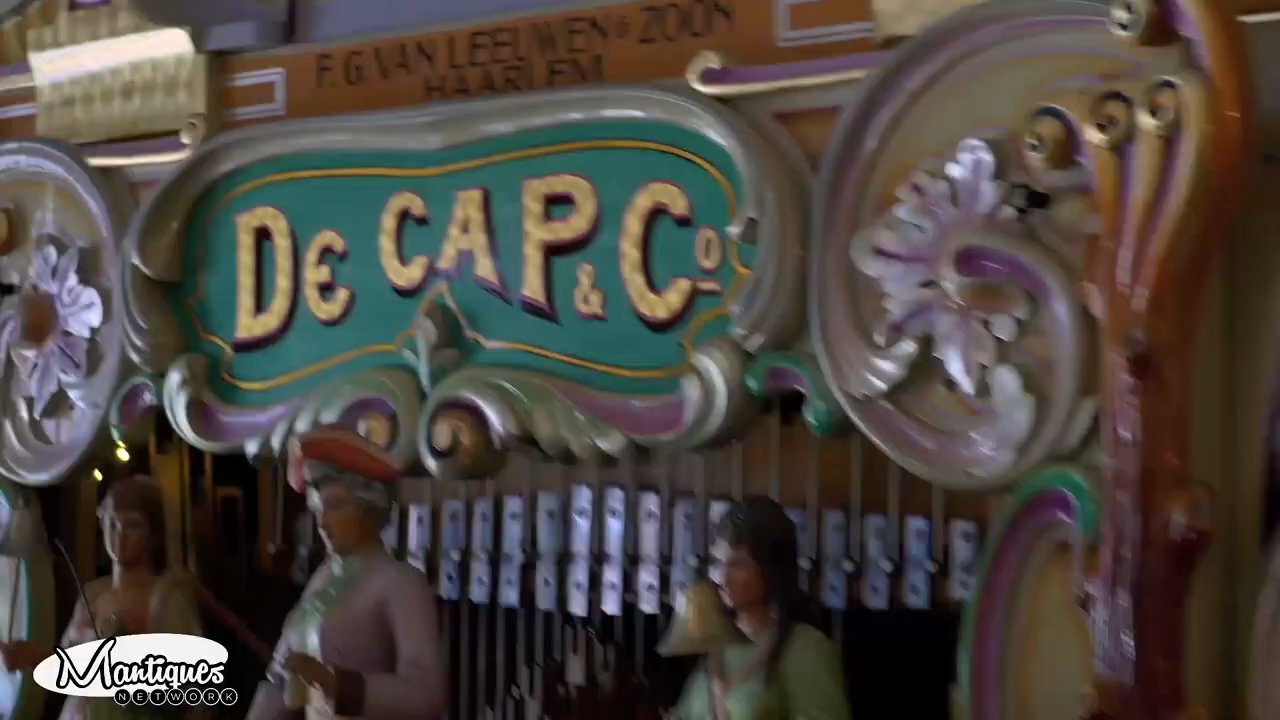 F. G. VAN LEEUWEN & ZOON
HAARLEM
DE CAP & Co
Mantiques
NETWORK